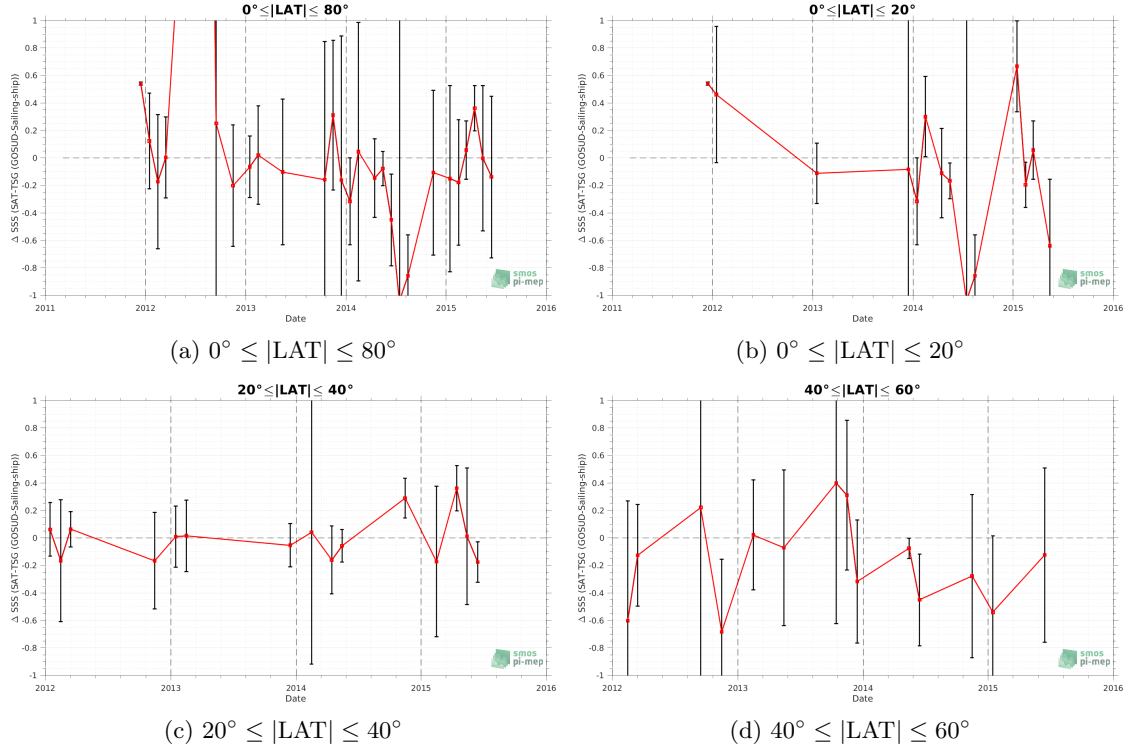 0°≤|LAT|≤ 80°
Δ SSS (SAT-TSG (GOSUD-Sailing-ship))
1
0.8
0.6
0.4
0.2
0
-0.2
-0.4
-0.6
-0.8
-1
2011 2012 2013 2014 2015 2016
Date
smos
pi-mep
(a) 0° ≤ |LAT| ≤ 80°
0°≤|LAT|≤ 20°
Δ SSS (SAT-TSG (GOSUD-Sailing-ship))
1
0.8
0.6
0.4
0.2
0
-0.2
-0.4
-0.6
-0.8
-1
2011 2012 2013 2014 2015 2016
Date
smos
pi-mep
(b) 0° ≤ |LAT| ≤ 20°
20°≤|LAT|≤ 40°
Δ SSS (SAT-TSG (GOSUD-Sailing-ship))
1
0.8
0.6
0.4
0.2
0
-0.2
-0.4
-0.6
-0.8
-1
2012 2013 2014 2015 2016
Date
smos
pi-mep
(c) 20° ≤ |LAT| ≤ 40°
40°≤|LAT|≤ 60°
Δ SSS (SAT-TSG (GOSUD-Sailing-ship))
1
0.8
0.6
0.4
0.2
0
-0.2
-0.4
-0.6
-0.8
-1
2012 2013 2014 2015 2016
Date
smos
pi-mep
(d) 40° ≤ |LAT| ≤ 60°